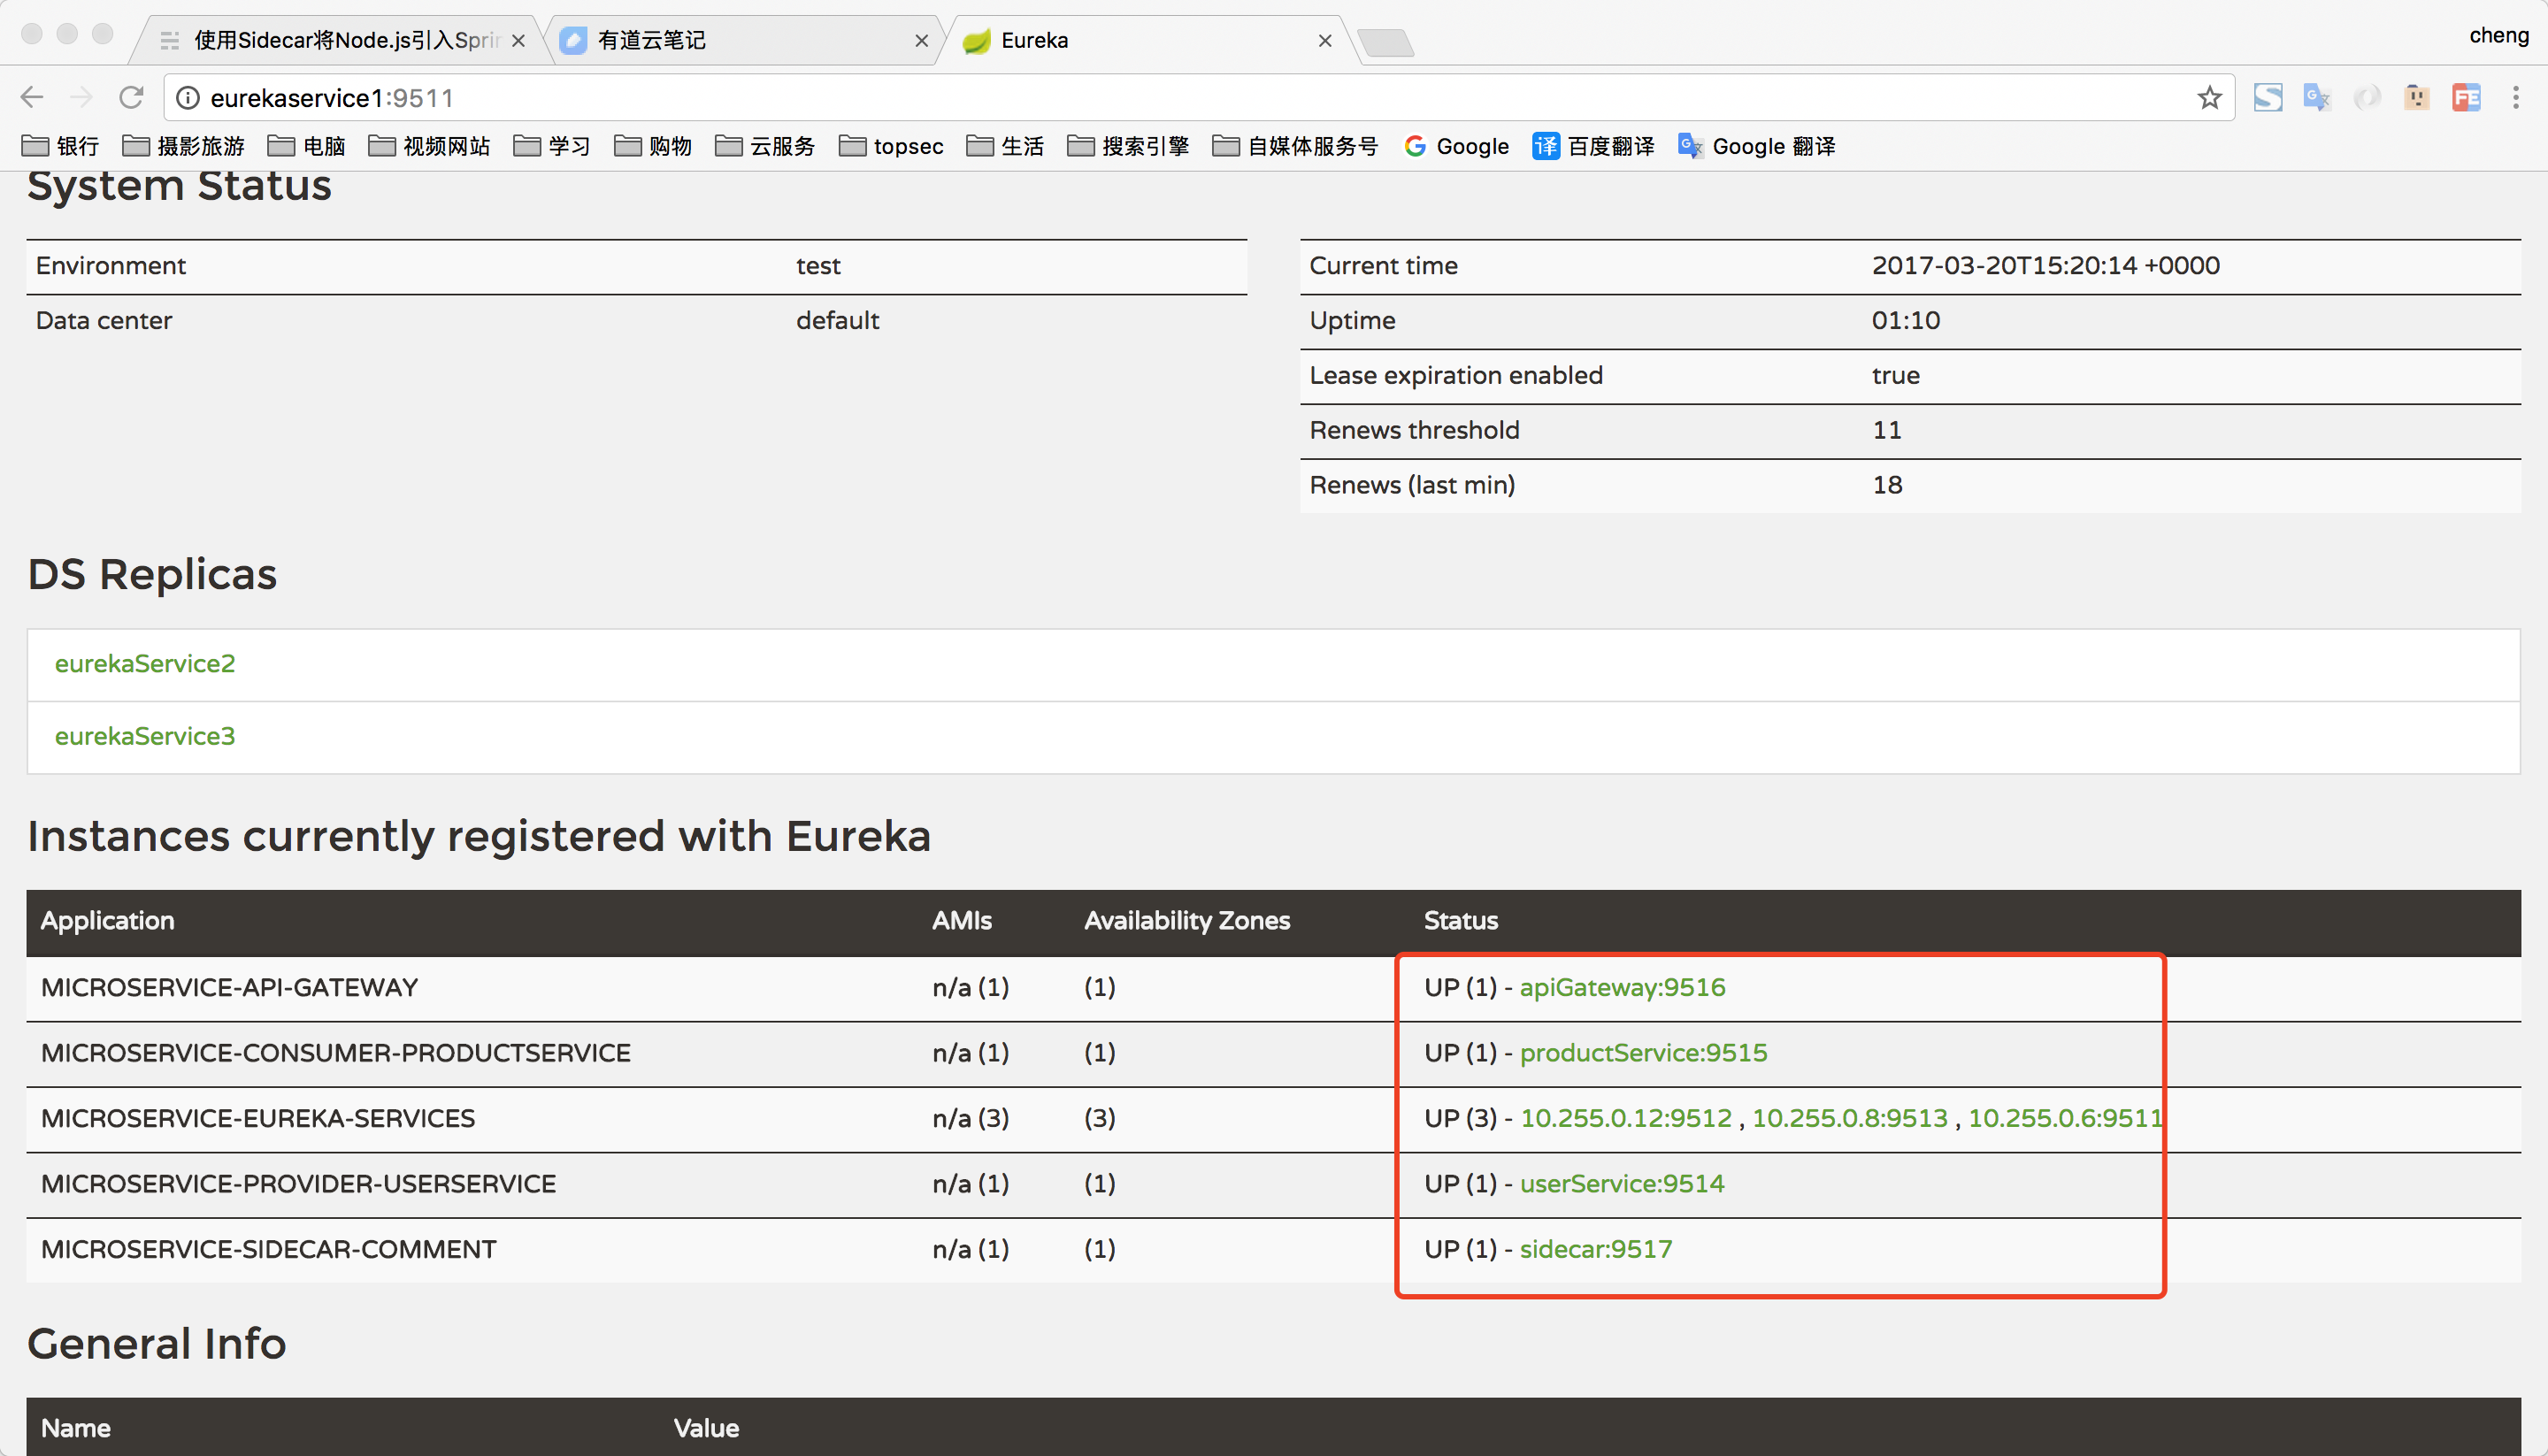 使用Sidecar将Node.js引入Sprin
有道云笔记
Eureka
cheng
eurekaservice1:9511
银行 摄影旅游 电脑 视频网站 学习 购物 云服务 topsec 生活 搜索引擎 自媒体服务号 Google 译 百度翻译 Google 翻译
System Status
Environment test
Data center default
Current time 2017-03-20T15:20:14 +0000
Uptime 01:10
Lease expiration enabled true
Renews threshold 11
Renews (last min) 18
DS Replicas
eurekaService2
eurekaService3
Instances currently registered with Eureka
Application AMIs Availability Zones Status
MICROSERVICE-API-GATEWAY n/a (1) (1) UP (1) - apiGateway:9516
MICROSERVICE-CONSUMER-PRODUCTSERVICE n/a (1) (1) UP (1) - productService:9515
MICROSERVICE-EUREKA-SERVICES n/a (3) (3) UP (3) - 10.255.0.12:9512 , 10.255.0.8:9513 , 10.255.0.6:9511
MICROSERVICE-PROVIDER-USERSERVICE n/a (1) (1) UP (1) - userService:9514
MICROSERVICE-SIDECAR-COMMENT n/a (1) (1) UP (1) - sidecar:9517
General Info
Name Value